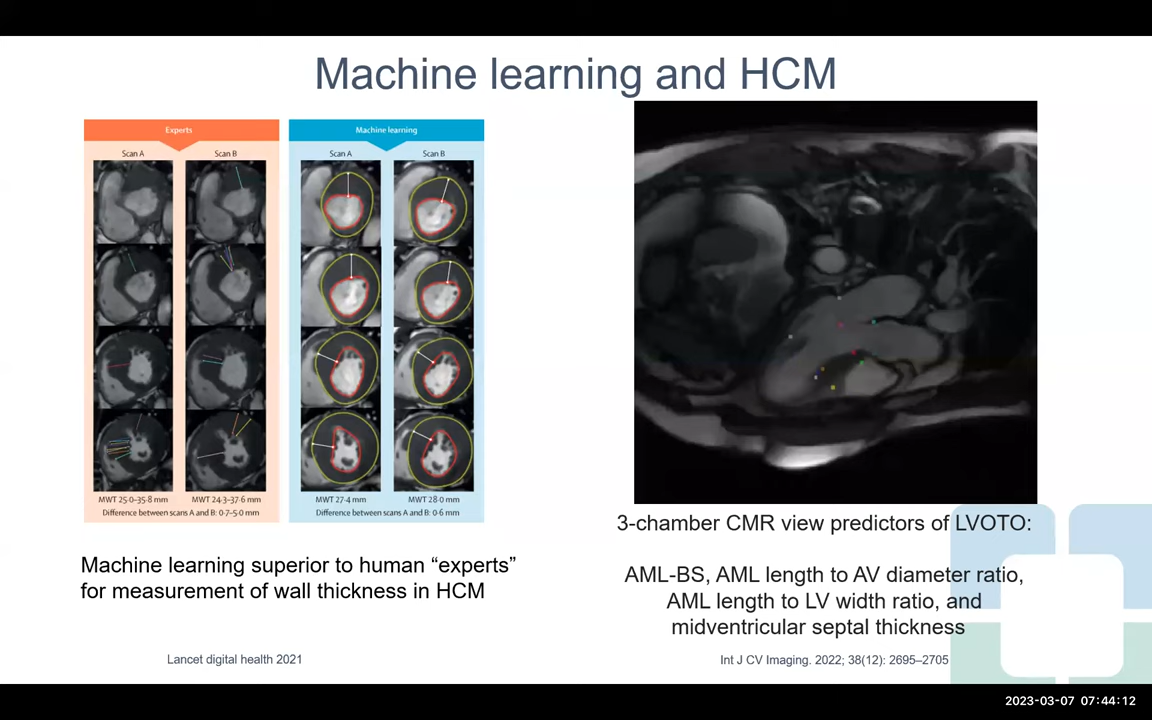 Machine learning and HCM
Experts
Machine learning
Scan A
Scan B
Scan A
Scan B
MWT 25·0–35·8 mm
MWT 24·3–37·6 mm
Difference between scans A and B: 0·7–5·0 mm
MWT 27·4 mm
MWT 28·0 mm
Difference between scans A and B: 0·6 mm
Machine learning superior to human “experts”
for measurement of wall thickness in HCM
Lancet digital health 2021
3-chamber CMR view predictors of LVOTO:
AML-BS, AML length to AV diameter ratio,
AML length to LV width ratio, and
midventricular septal thickness
Int J CV Imaging. 2022; 38(12): 2695–2705
2023-03-07 07:44:12